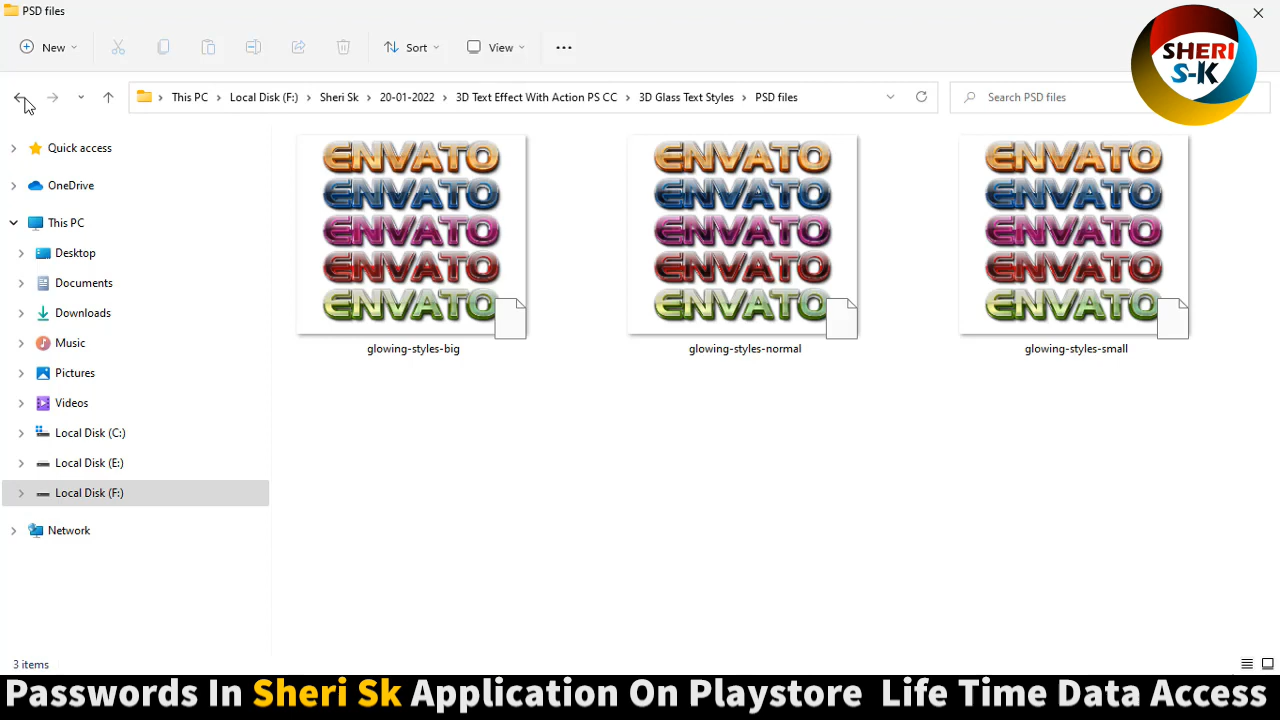 PSD files
New
Sort
View
SHERI
S-K
This PC
Local Disk (F:)
Sheri Sk
20-01-2022
3D Text Effect With Action PS CC
3D Glass Text Styles
PSD files
Search PSD files
Quick access
OneDrive
This PC
Desktop
Documents
Downloads
Music
Pictures
Videos
Local Disk (C:)
Local Disk (E:)
Local Disk (F:)
Network
ENVATO
ENVATO
ENVATO
ENVATO
ENVATO
glowing-styles-big
ENVATO
ENVATO
ENVATO
ENVATO
ENVATO
glowing-styles-normal
ENVATO
ENVATO
ENVATO
ENVATO
ENVATO
glowing-styles-small
3 items
Passwords In Sheri Sk Application On Playstore Life Time Data Access